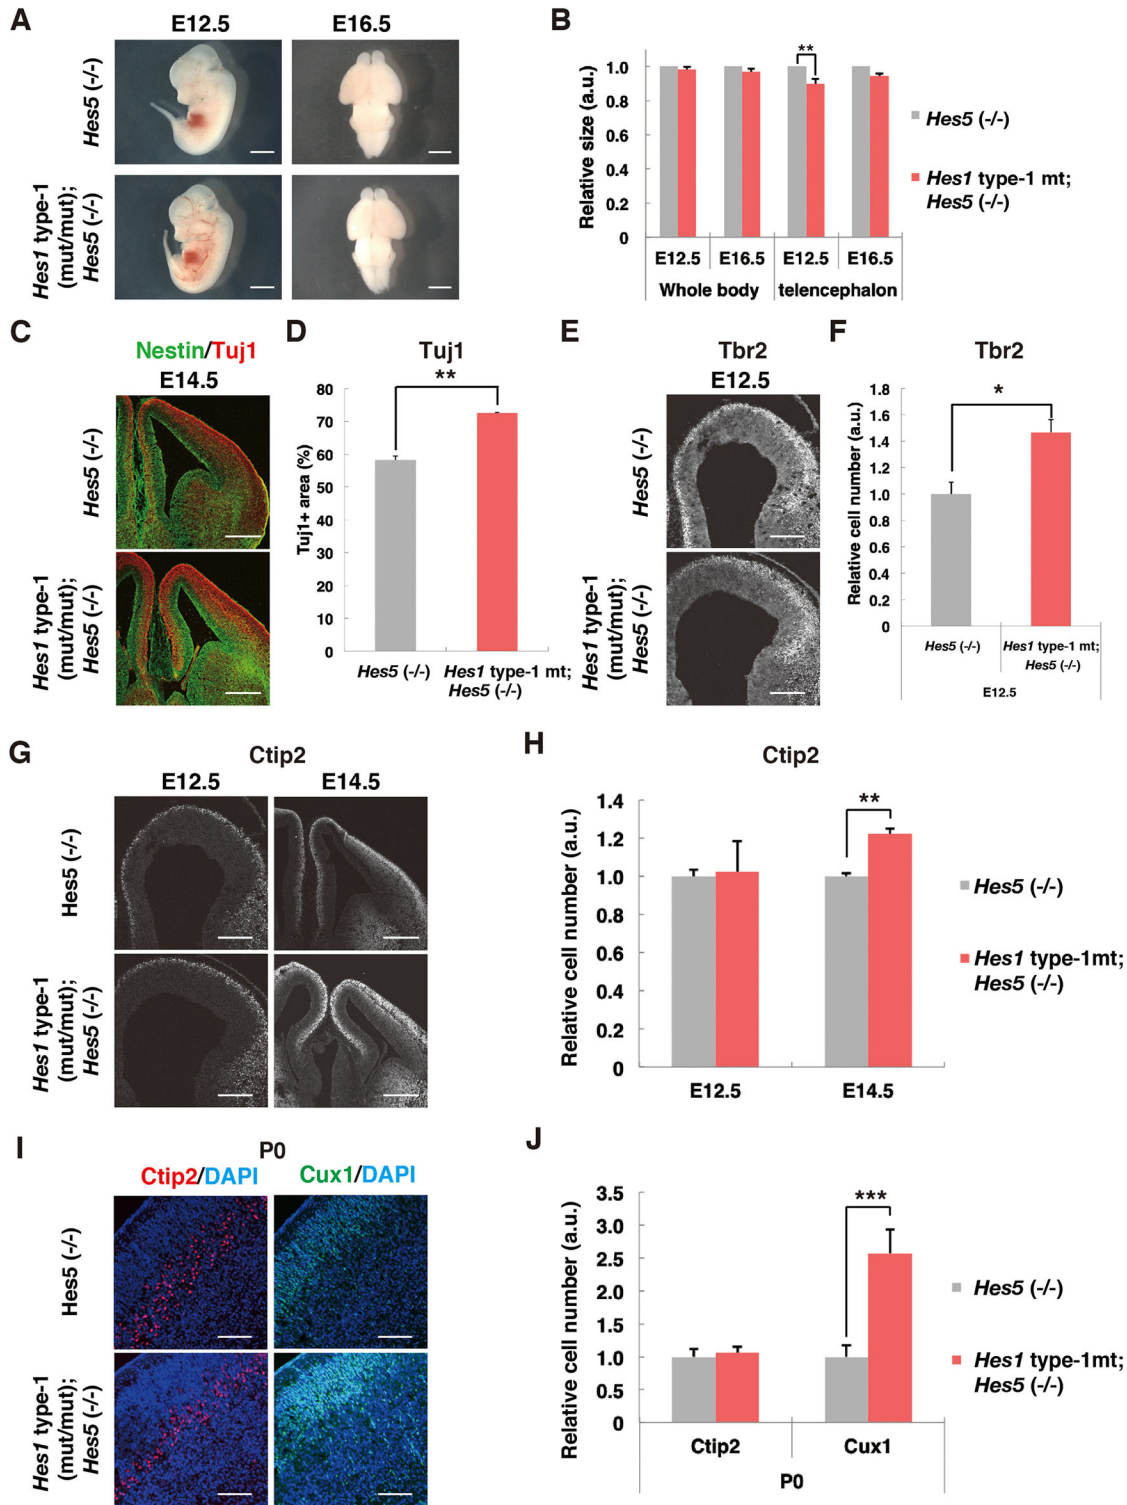 A
E12.5
E16.5
Hes5 (-/-)
Hes1 type-1
(mut/mut);
Hes5 (-/-)
B
Relative size (a.u.)
1.0
0.8
0.6
0.4
0.2
0
**
E12.5
E16.5
E12.5
E16.5
Whole body
telencephalon
Hes5 (-/-)
Hes1 type-1 mt;
Hes5 (-/-)
C
Nestin/Tuj1
E14.5
Hes5 (-/-)
Hes1 type-1
(mut/mut);
Hes5 (-/-)
D
Tuj1
**
Tuj1+ area (%)
80
70
60
50
40
30
20
10
0
Hes5 (-/-)
Hes1 type-1 mt;
Hes5 (-/-)
E
Tbr2
E12.5
Hes5 (-/-)
Hes1 type-1
(mut/mut);
Hes5 (-/-)
F
Tbr2
*
Relative cell number (a.u.)
1.8
1.6
1.4
1.2
1.0
0.8
0.6
0.4
0.2
0
Hes5 (-/-)
Hes1 type-1 mt;
Hes5 (-/-)
E12.5
G
Ctip2
E12.5
E14.5
Hes5 (-/-)
Hes1 type-1
(mut/mut);
Hes5 (-/-)
H
Ctip2
Relative cell number (a.u.)
1.4
1.2
1.0
0.8
0.6
0.4
0.2
0
**
E12.5
E14.5
Hes5 (-/-)
Hes1 type-1mt;
Hes5 (-/-)
I
P0
Ctip2/DAPI
Cux1/DAPI
Hes5 (-/-)
Hes1 type-1
(mut/mut);
Hes5 (-/-)
J
Relative cell number (a.u.)
3.5
3.0
2.5
2.0
1.5
1.0
0.5
0
***
Ctip2
Cux1
P0
Hes5 (-/-)
Hes1 type-1mt;
Hes5 (-/-)